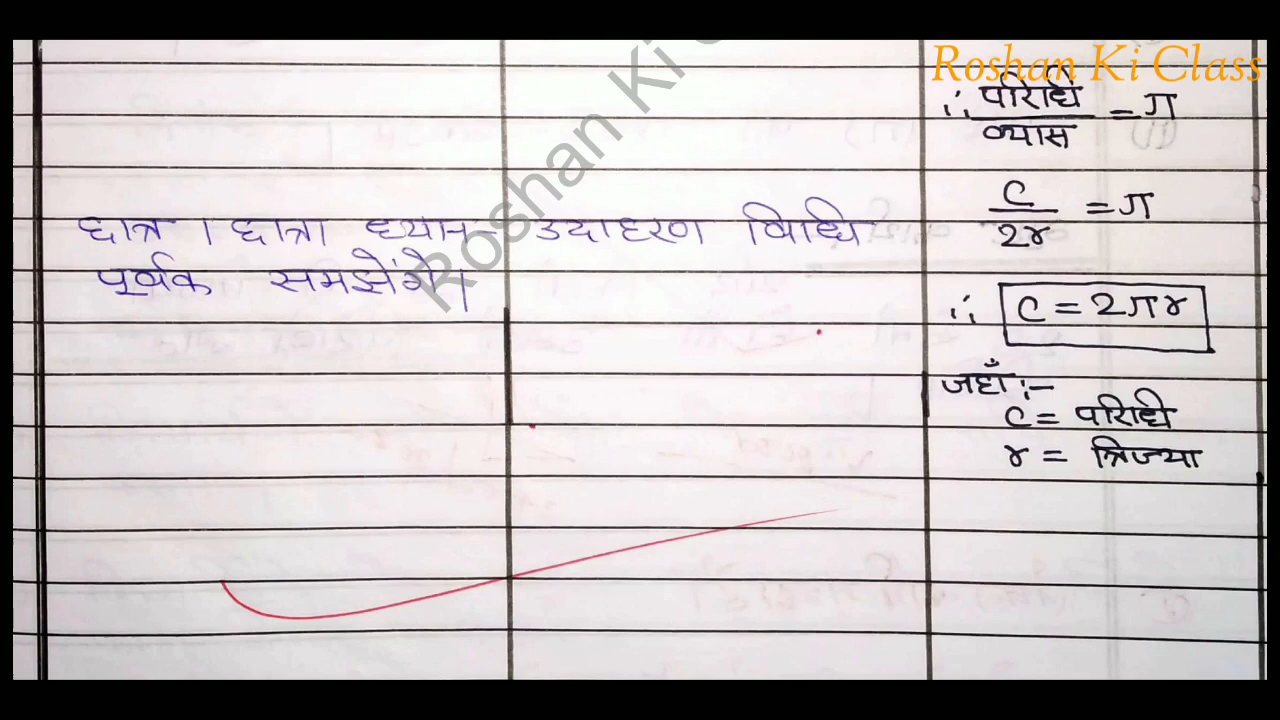 Roshan Ki Class
∴ परिधि / व्यास = π
C / 2r = π
∴ C = 2πr
जहाँ :-
C = परिधि
r = त्रिज्या
छात्र / छात्रा ध्यान-
पूर्वक समझेंगे।
उदाहरण विधि
Roshan Ki C